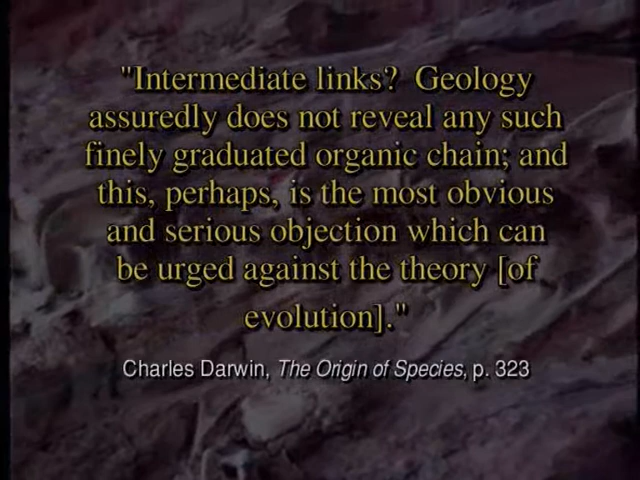 "Intermediate links?  Geology
assuredly does not reveal any such
finely graduated organic chain; and
this, perhaps, is the most obvious
and serious objection which can
be urged against the theory [of
evolution]."
Charles Darwin, The Origin of Species, p. 323